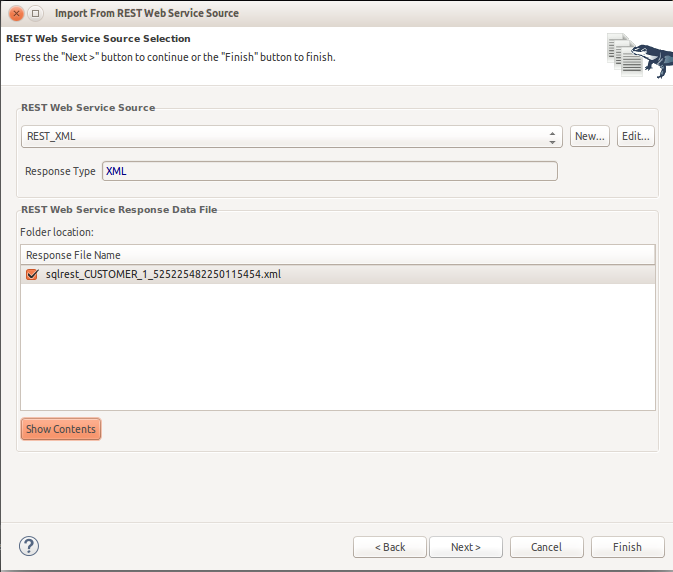 Import From REST Web Service Source
REST Web Service Source Selection
Press the "Next >" button to continue or the "Finish" button to finish.
REST Web Service Source
REST_XML
New...
Edit...
Response Type
XML
REST Web Service Response Data File
Folder location:
Response File Name
sqlrest_CUSTOMER_1_525225482250115454.xml
Show Contents
?
< Back
Next >
Cancel
Finish